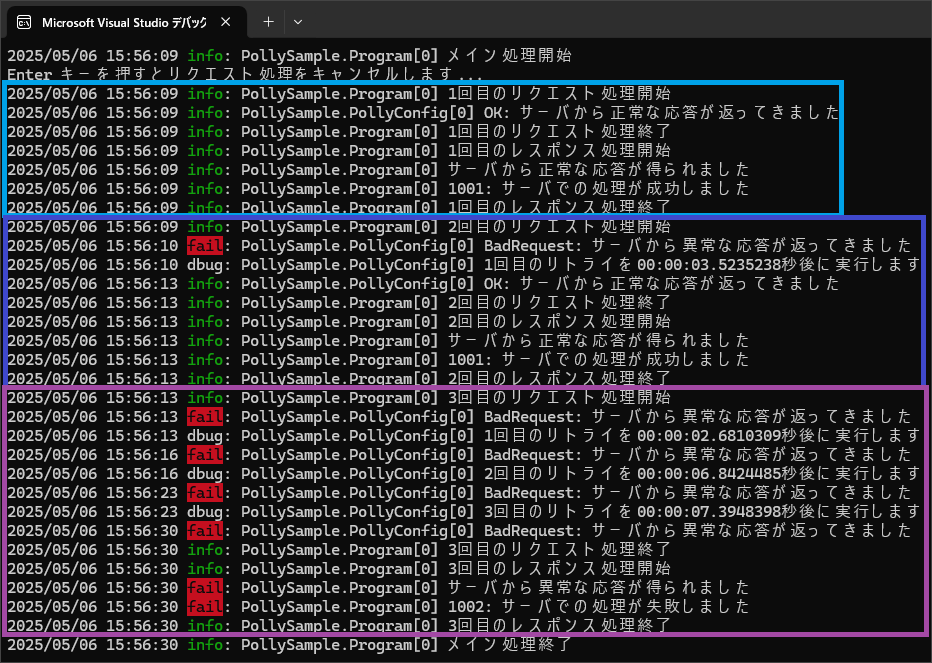 Microsoft Visual Studio デバッグ
2025/05/06 15:56:09 info: PollySample.Program[0] メイン処理開始
Enter キーを押すとリクエスト処理をキャンセルします...
2025/05/06 15:56:09 info: PollySample.Program[0] 1回目のリクエスト処理開始
2025/05/06 15:56:09 info: PollySample.PollyConfig[0] OK: サーバから正常な応答が返ってきました
2025/05/06 15:56:09 info: PollySample.Program[0] 1回目のリクエスト処理終了
2025/05/06 15:56:09 info: PollySample.Program[0] 1回目のレスポンス処理開始
2025/05/06 15:56:09 info: PollySample.Program[0] サーバから正常な応答が得られました
2025/05/06 15:56:09 info: PollySample.Program[0] 1001: サーバでの処理が成功しました
2025/05/06 15:56:09 info: PollySample.Program[0] 1回目のレスポンス処理終了
2025/05/06 15:56:09 info: PollySample.Program[0] 2回目のリクエスト処理開始
2025/05/06 15:56:10 fail: PollySample.PollyConfig[0] BadRequest: サーバから異常な応答が返ってきました
2025/05/06 15:56:10 dbug: PollySample.PollyConfig[0] 1回目のリトライを00:00:03.5235238秒後に実行します
2025/05/06 15:56:13 info: PollySample.PollyConfig[0] OK: サーバから正常な応答が返ってきました
2025/05/06 15:56:13 info: PollySample.Program[0] 2回目のリクエスト処理終了
2025/05/06 15:56:13 info: PollySample.Program[0] 2回目のレスポンス処理開始
2025/05/06 15:56:13 info: PollySample.Program[0] サーバから正常な応答が得られました
2025/05/06 15:56:13 info: PollySample.Program[0] 1001: サーバでの処理が成功しました
2025/05/06 15:56:13 info: PollySample.Program[0] 2回目のレスポンス処理終了
2025/05/06 15:56:13 info: PollySample.Program[0] 3回目のリクエスト処理開始
2025/05/06 15:56:13 fail: PollySample.PollyConfig[0] BadRequest: サーバから異常な応答が返ってきました
2025/05/06 15:56:13 dbug: PollySample.PollyConfig[0] 1回目のリトライを00:00:02.6810309秒後に実行します
2025/05/06 15:56:16 fail: PollySample.PollyConfig[0] BadRequest: サーバから異常な応答が返ってきました
2025/05/06 15:56:16 dbug: PollySample.PollyConfig[0] 2回目のリトライを00:00:06.8424485秒後に実行します
2025/05/06 15:56:23 fail: PollySample.PollyConfig[0] BadRequest: サーバから異常な応答が返ってきました
2025/05/06 15:56:23 dbug: PollySample.PollyConfig[0] 3回目のリトライを00:00:07.3948398秒後に実行します
2025/05/06 15:56:30 fail: PollySample.PollyConfig[0] BadRequest: サーバから異常な応答が返ってきました
2025/05/06 15:56:30 info: PollySample.Program[0] 3回目のリクエスト処理終了
2025/05/06 15:56:30 info: PollySample.Program[0] 3回目のレスポンス処理開始
2025/05/06 15:56:30 fail: PollySample.Program[0] サーバから異常な応答が得られました
2025/05/06 15:56:30 fail: PollySample.Program[0] 1002: サーバでの処理が失敗しました
2025/05/06 15:56:30 info: PollySample.Program[0] 3回目のレスポンス処理終了
2025/05/06 15:56:30 info: PollySample.Program[0] メイン処理終了